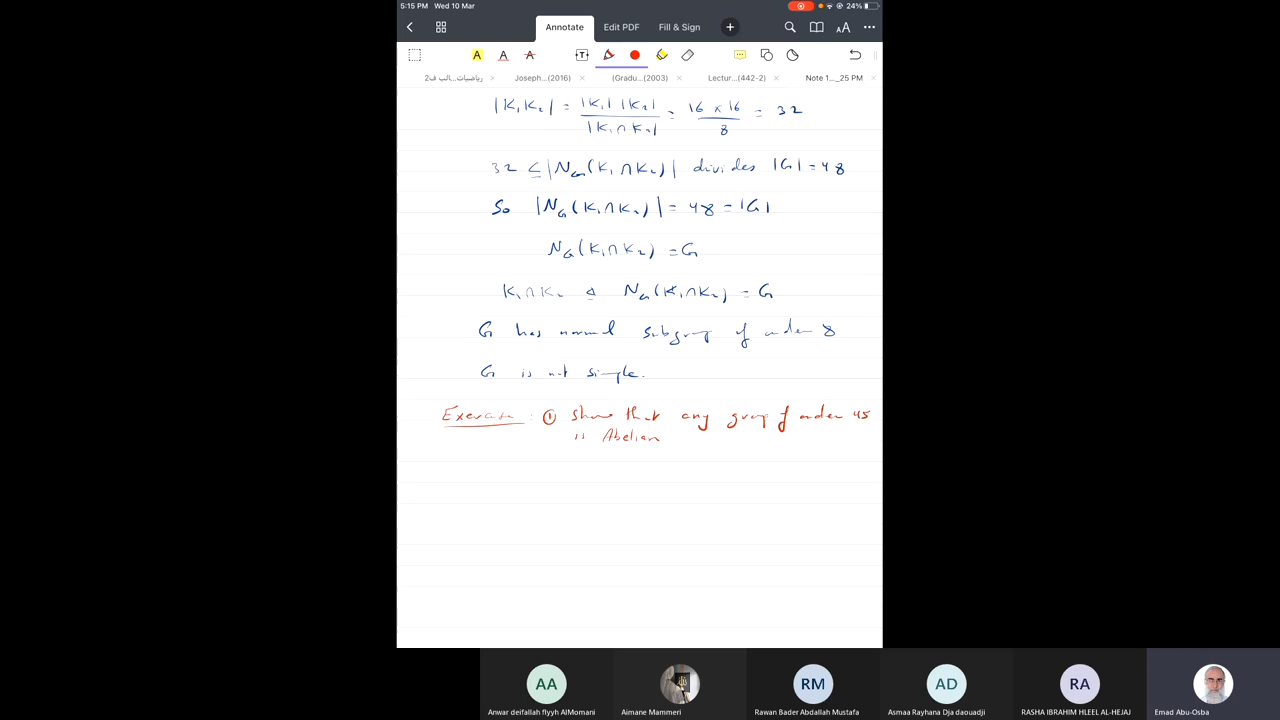 5:15 PM Wed 10 Mar
24%
Annotate
Edit PDF
Fill & Sign
رياضيات...الب ف2
Joseph...(2016)
(Gradu...(2003)
Lectur...(442-2)
Note 1..._25 PM
|K₁K₂| = |K₁| |K₂| / |K₁∩K₂| = 16 × 16 / 8 = 32
32 ≤ |N_G(K₁∩K₂)| divides |G| = 48
So |N_G(K₁∩K₂)| = 48 = |G|
N_G(K₁∩K₂) = G
K₁∩K₂ ⊴ N_G(K₁∩K₂) = G
G has normal subgroup of order 8
G is not simple.
Exercise: ① Show that any group of order 45
is Abelian
AA
RM
AD
RA
Anwar deifallah flyyh AlMomani
Aimane Mammeri
Rawan Bader Abdallah Mustafa
Asmaa Rayhana Dja daouadji
RASHA IBRAHIM HLEEL AL-HEJAJ
Emad Abu-Osba